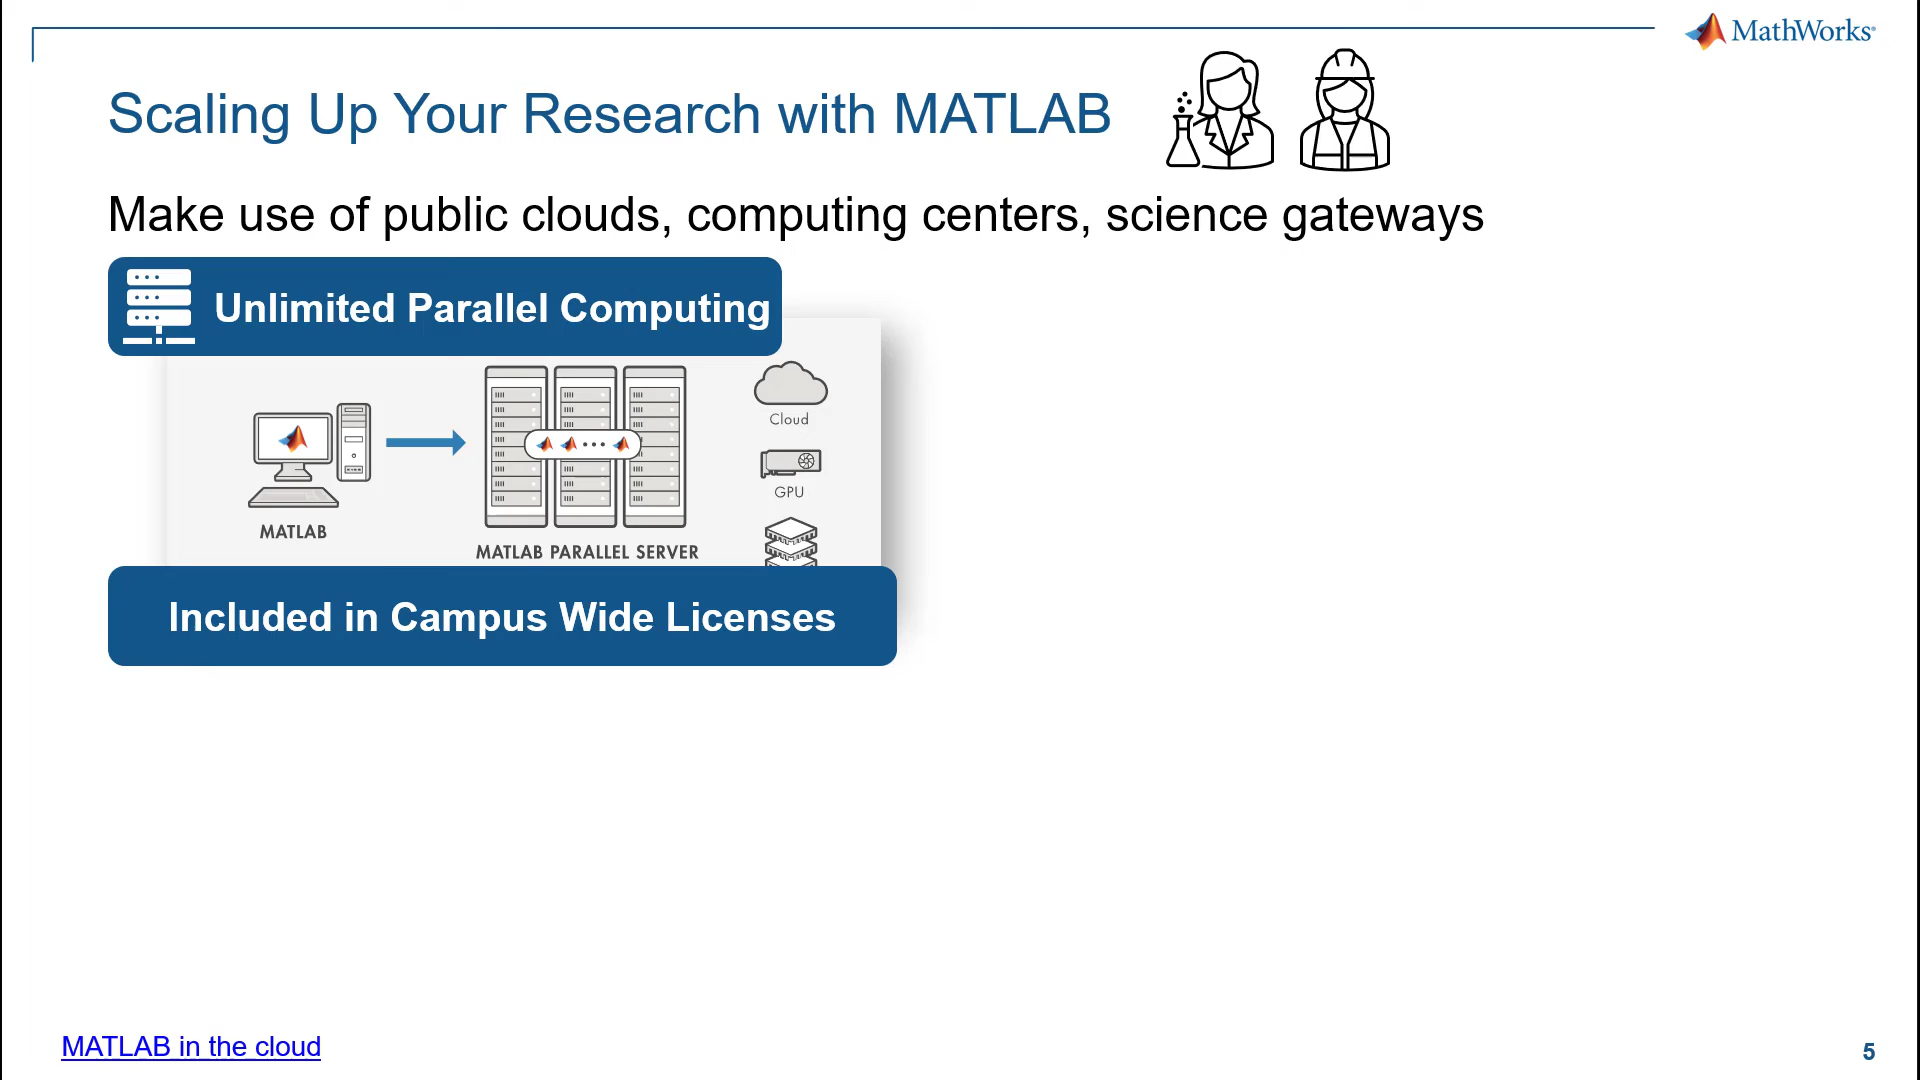 MathWorks®
Scaling Up Your Research with MATLAB
Make use of public clouds, computing centers, science gateways
Unlimited Parallel Computing
Cloud
GPU
MATLAB
MATLAB PARALLEL SERVER
Included in Campus Wide Licenses
MATLAB in the cloud
5